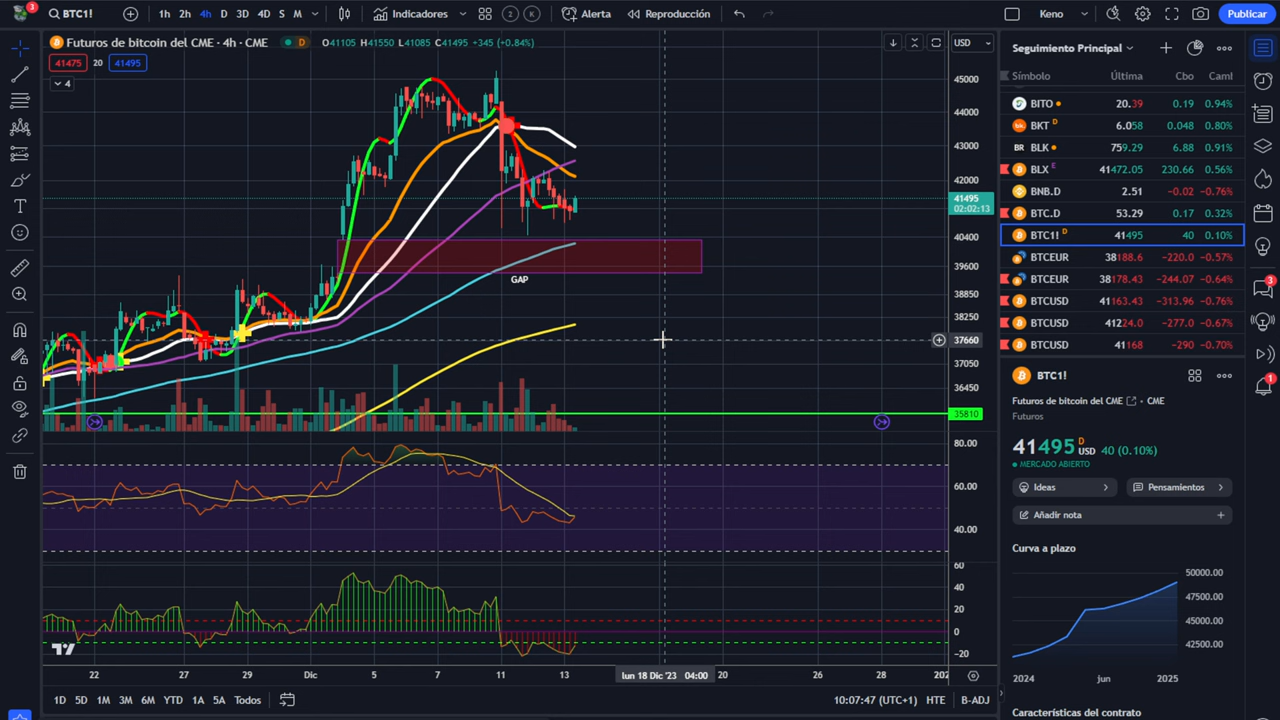 3
BTC1!
1h 2h 4h D 3D 4D S M
Indicadores
2
K
Alerta
Reproducción
Keno
Publicar
Futuros de bitcoin del CME · 4h · CME
D
O41105 H41550 L41085 C41495 +345 (+0.84%)
41475 20 41495
4
USD
45000
44000
43000
42000
41495
02:02:13
40400
39600
38850
38250
37660
37050
36450
35810
GAP
80.00
60.00
40.00
60
40
20
0
−20
22 27 29 Dic 5 7 11 13 lun 18 Dic '23 04:00 20 26 28 202
1D 5D 1M 3M 6M YTD 1A 5A Todos
10:07:47 (UTC+1) HTE B-ADJ
Seguimiento Principal
Símbolo Última Cbo Caml
BITO 20.39 0.19 0.94%
BKT D 6.058 0.048 0.80%
BLK 759.29 6.88 0.91%
BLX E 41472.05 230.66 0.56%
BNB.D 2.51 −0.02 −0.76%
BTC.D 53.29 0.17 0.32%
BTC1! D 41495 40 0.10%
BTCEUR 38188.6 −220.0 −0.57%
BTCEUR 38178.43 −244.07 −0.64%
BTCUSD 41163.43 −313.96 −0.76%
BTCUSD 41224.0 −277.0 −0.67%
BTCUSD 41168 −290 −0.70%
BTC1!
Futuros de bitcoin del CME · CME
Futuros
41495 D USD 40 (0.10%)
MERCADO ABIERTO
Ideas
Pensamientos
Añadir nota
Curva a plazo
50000.00
47500.00
45000.00
42500.00
2024 jun 2025
Características del contrato
3
1